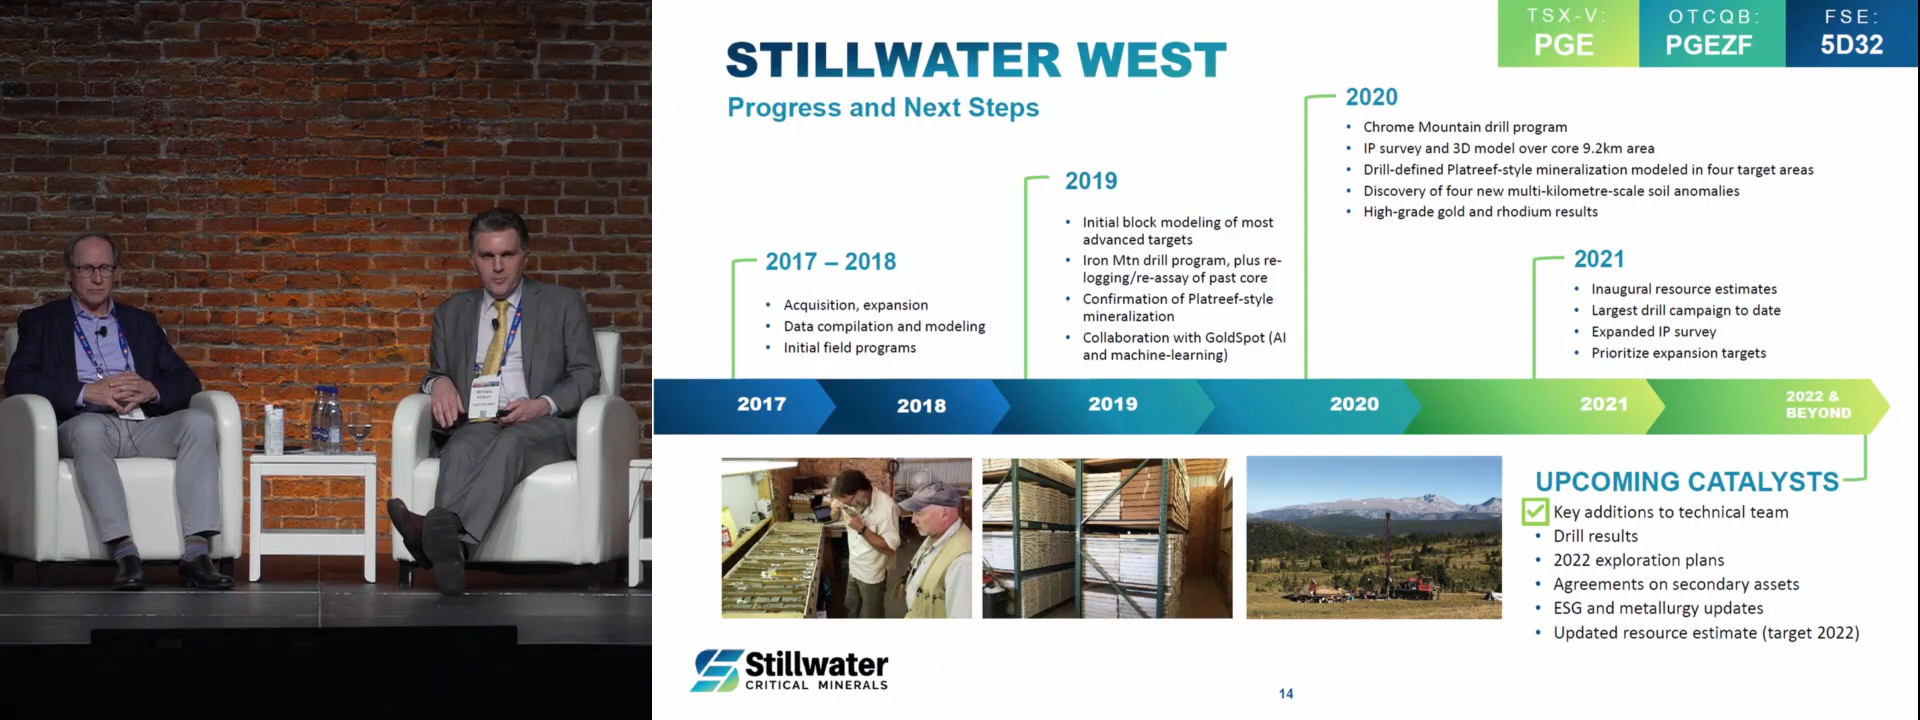 STILLWATER WEST
Progress and Next Steps
TSX-V:
PGE
OTCQB:
PGEZF
FSE:
5D32
2017 – 2018
• Acquisition, expansion
• Data compilation and modeling
• Initial field programs
2019
• Initial block modeling of most
advanced targets
• Iron Mtn drill program, plus re-
logging/re-assay of past core
• Confirmation of Platreef-style
mineralization
• Collaboration with GoldSpot (AI
and machine-learning)
2020
• Chrome Mountain drill program
• IP survey and 3D model over core 9.2km area
• Drill-defined Platreef-style mineralization modeled in four target areas
• Discovery of four new multi-kilometre-scale soil anomalies
• High-grade gold and rhodium results
2021
• Inaugural resource estimates
• Largest drill campaign to date
• Expanded IP survey
• Prioritize expansion targets
2017
2018
2019
2020
2021
2022 &
BEYOND
UPCOMING CATALYSTS
Key additions to technical team
• Drill results
• 2022 exploration plans
• Agreements on secondary assets
• ESG and metallurgy updates
• Updated resource estimate (target 2022)
Stillwater
CRITICAL MINERALS
14